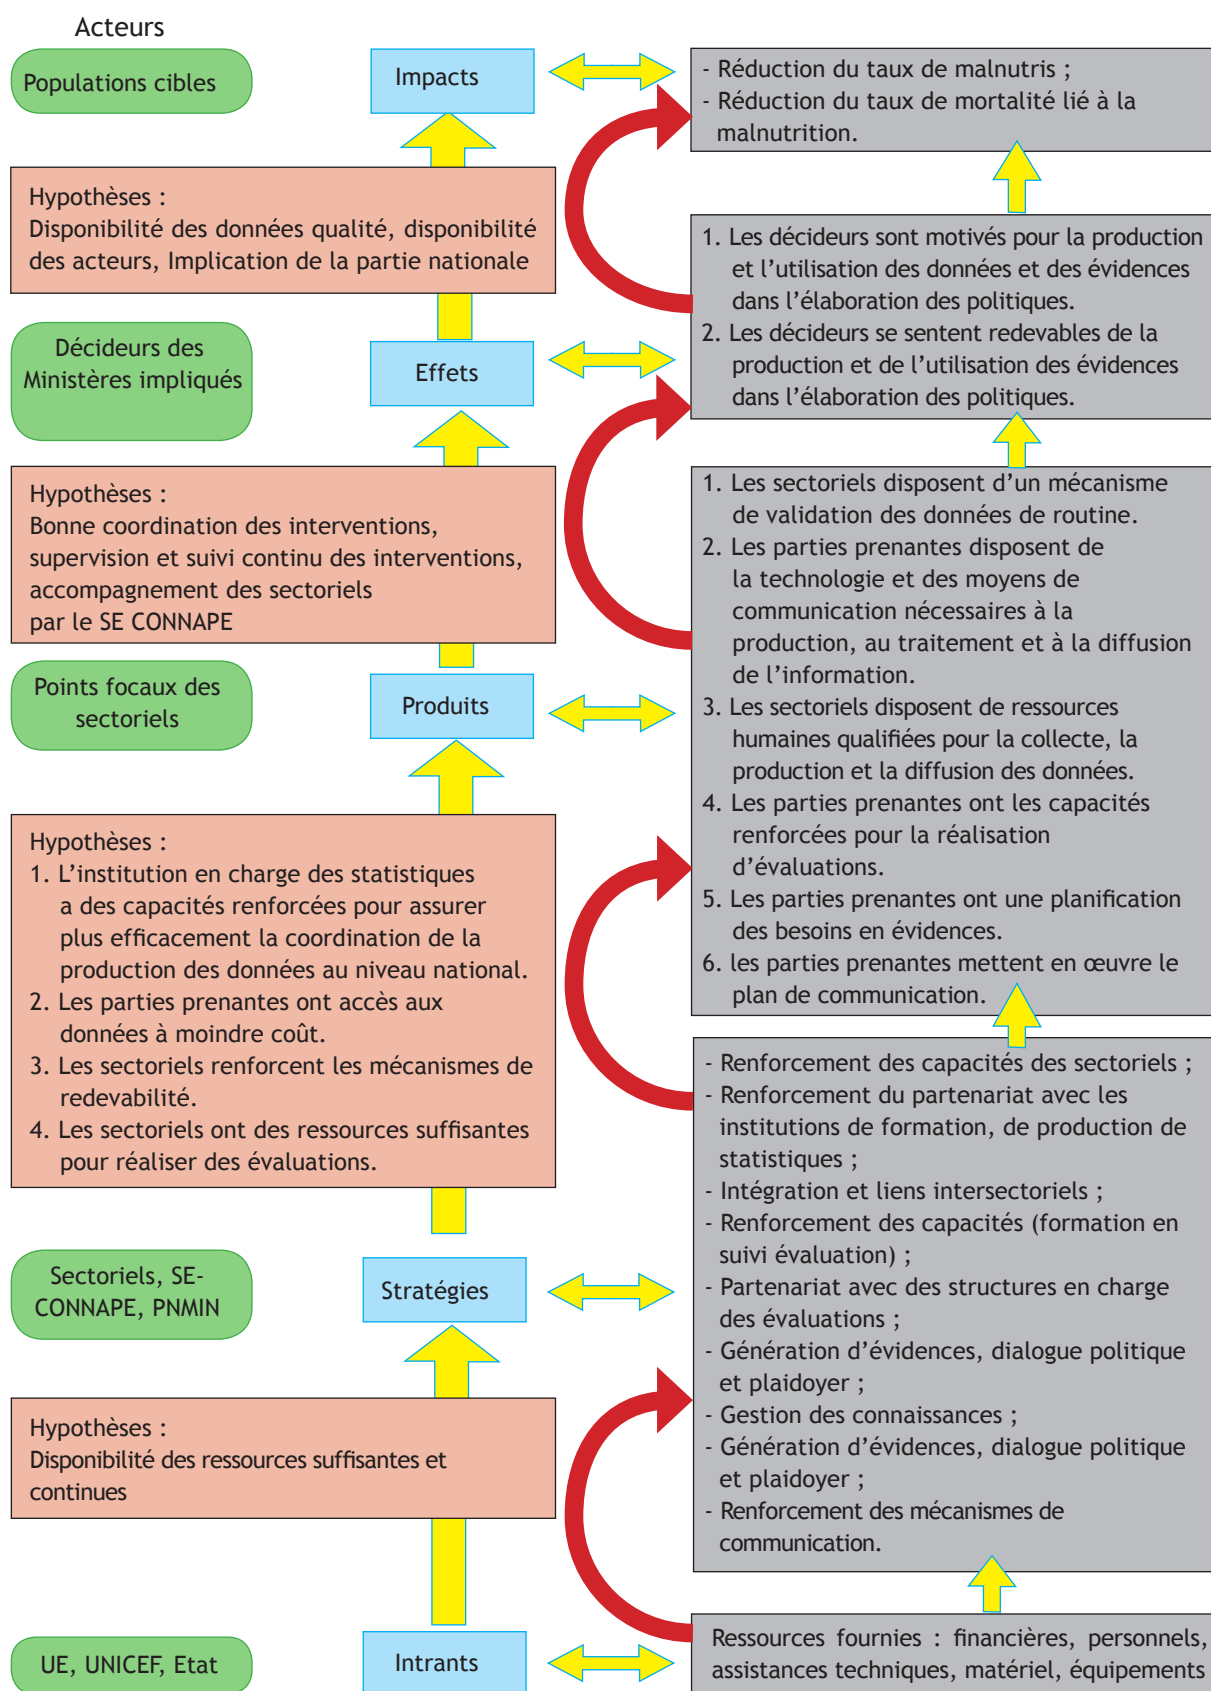 Acteurs
Populations cibles
Impacts
- Réduction du taux de malnutris ;
- Réduction du taux de mortalité lié à la
malnutrition.
Hypothèses :
Disponibilité des données qualité, disponibilité
des acteurs, Implication de la partie nationale
1. Les décideurs sont motivés pour la production
et l’utilisation des données et des évidences
dans l’élaboration des politiques.
2. Les décideurs se sentent redevables de la
production et de l’utilisation des évidences
dans l’élaboration des politiques.
Décideurs des
Ministères impliqués
Effets
Hypothèses :
Bonne coordination des interventions,
supervision et suivi continu des interventions,
accompagnement des sectoriels
par le SE CONNAPE
1. Les sectoriels disposent d’un mécanisme
de validation des données de routine.
2. Les parties prenantes disposent de
la technologie et des moyens de
communication nécessaires à la
production, au traitement et à la diffusion
de l’information.
3. Les sectoriels disposent de ressources
humaines qualifiées pour la collecte, la
production et la diffusion des données.
4. Les parties prenantes ont les capacités
renforcées pour la réalisation
d’évaluations.
5. Les parties prenantes ont une planification
des besoins en évidences.
6. les parties prenantes mettent en œuvre le
plan de communication.
Points focaux des
sectoriels
Produits
Hypothèses :
1. L’institution en charge des statistiques
a des capacités renforcées pour assurer
plus efficacement la coordination de la
production des données au niveau national.
2. Les parties prenantes ont accès aux
données à moindre coût.
3. Les sectoriels renforcent les mécanismes de
redevabilité.
4. Les sectoriels ont des ressources suffisantes
pour réaliser des évaluations.
- Renforcement des capacités des sectoriels ;
- Renforcement du partenariat avec les
institutions de formation, de production de
statistiques ;
- Intégration et liens intersectoriels ;
- Renforcement des capacités (formation en
suivi évaluation) ;
- Partenariat avec des structures en charge
des évaluations ;
- Génération d’évidences, dialogue politique
et plaidoyer ;
- Gestion des connaissances ;
- Génération d’évidences, dialogue politique
et plaidoyer ;
- Renforcement des mécanismes de
communication.
Sectoriels, SE-
CONNAPE, PNMIN
Stratégies
Hypothèses :
Disponibilité des ressources suffisantes et
continues
UE, UNICEF, Etat
Intrants
Ressources fournies : financières, personnels,
assistances techniques, matériel, équipements